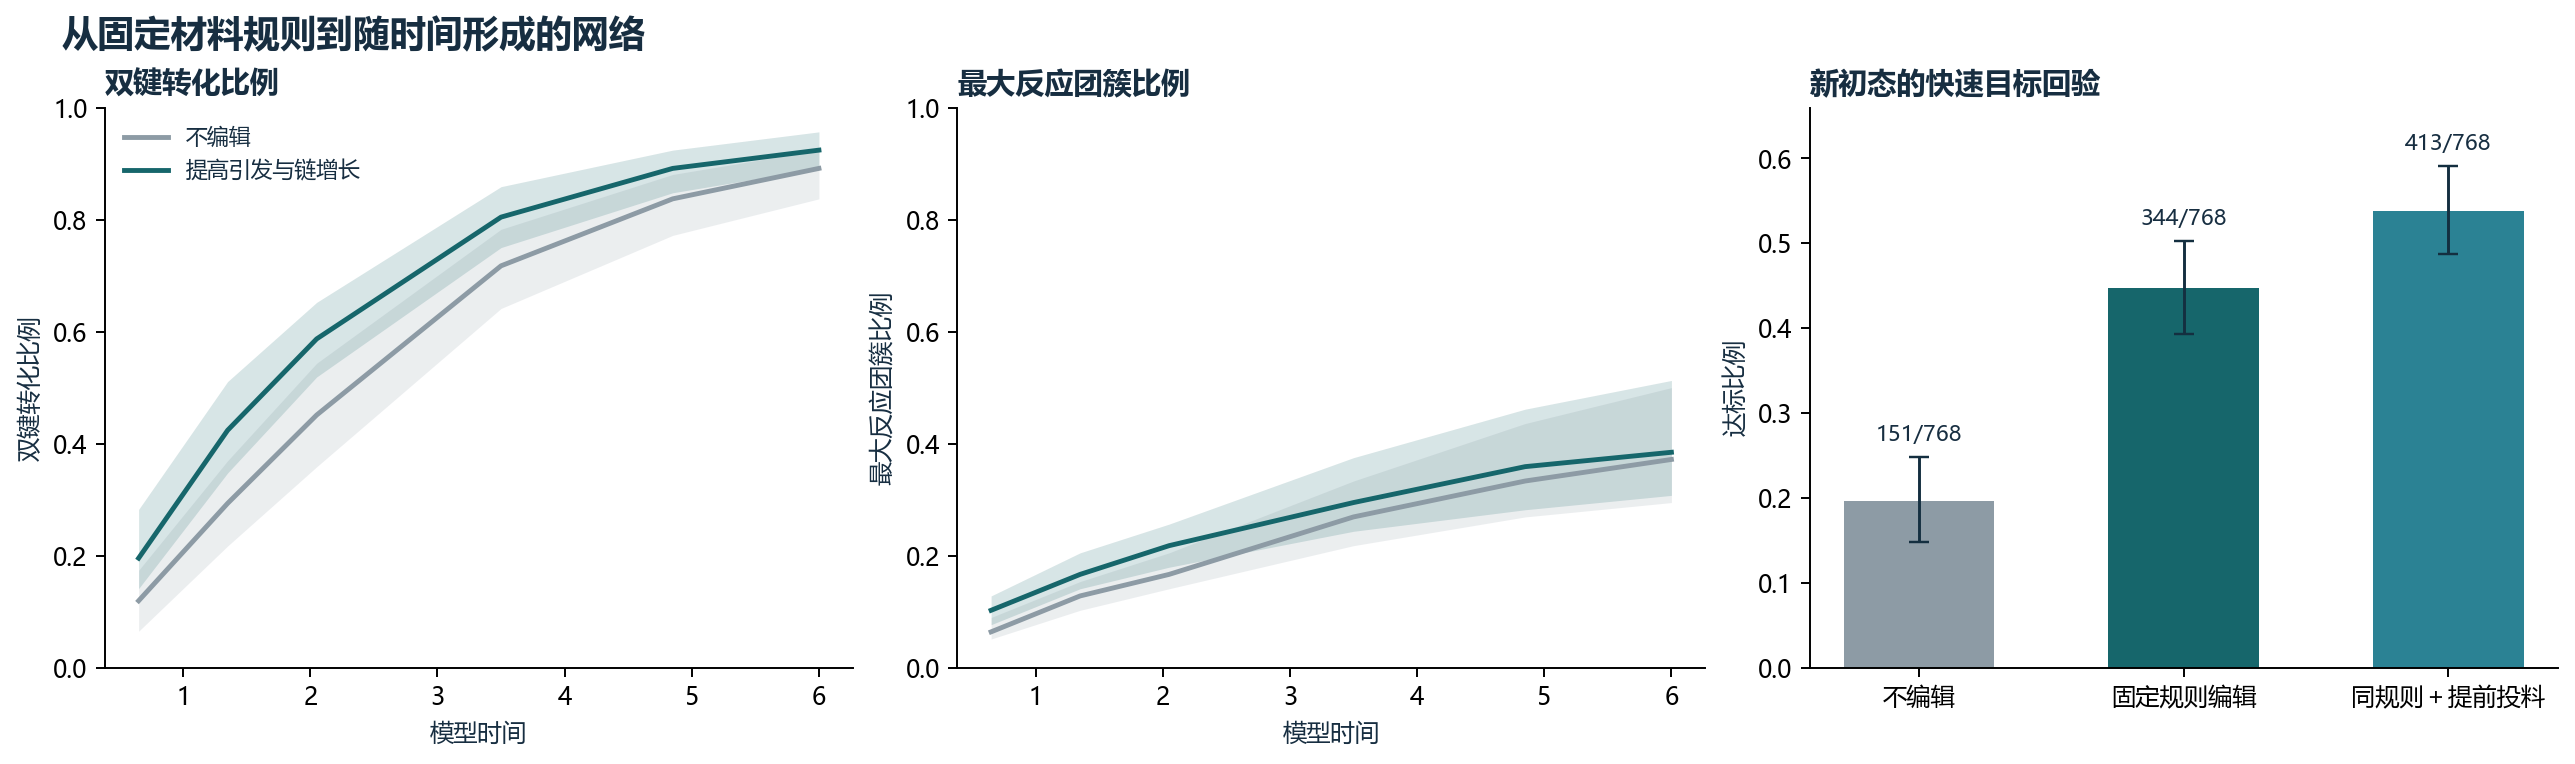 从固定材料规则到随时间形成的网络
双键转化比例
1.0
0.8
0.6
0.4
0.2
0.0
双键转化比例
不编辑
提高引发与链增长
1 2 3 4 5 6
模型时间
最大反应团簇比例
1.0
0.8
0.6
0.4
0.2
0.0
最大反应团簇比例
1 2 3 4 5 6
模型时间
新初态的快速目标回验
0.6
0.5
0.4
0.3
0.2
0.1
0.0
达标比例
151/768
344/768
413/768
不编辑
固定规则编辑
同规则 + 提前投料